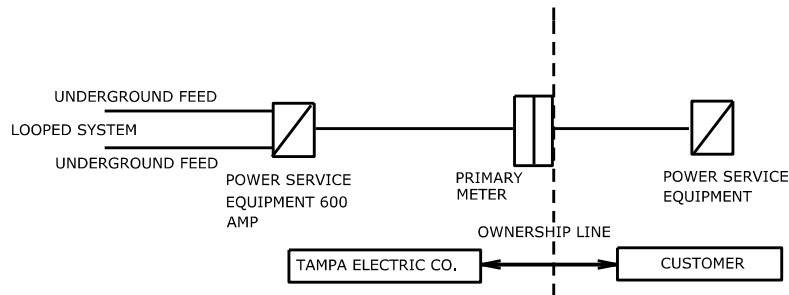 UNDERGROUND FEED
LOOPED SYSTEM
UNDERGROUND FEED
POWER SERVICE
EQUIPMENT 600
AMP
PRIMARY
METER
POWER SERVICE
EQUIPMENT
OWNERSHIP LINE
TAMPA ELECTRIC CO.
CUSTOMER